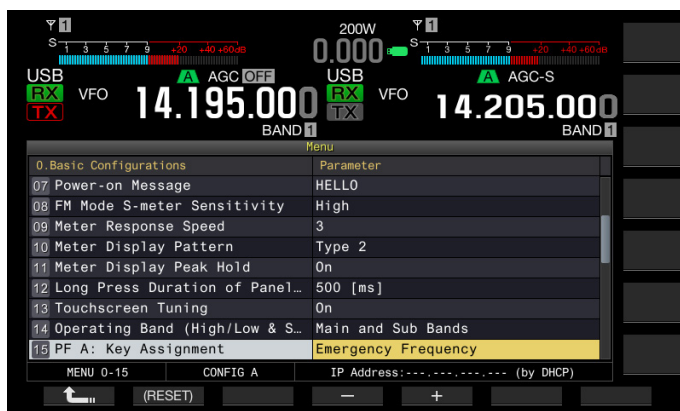 1 200W 1
S 1 3 5 7 9 +20 +40 +60dB 0.000 S 1 3 5 7 9 +20 +40 +60dB
USB A AGC OFF USB A AGC-S
RX VFO 14.195.000 RX VFO 14.205.000
TX TX
BAND 1 BAND 1
Menu
0.Basic Configurations Parameter
07 Power-on Message HELLO
08 FM Mode S-meter Sensitivity High
09 Meter Response Speed 3
10 Meter Display Pattern Type 2
11 Meter Display Peak Hold On
12 Long Press Duration of Panel… 500 [ms]
13 Touchscreen Tuning On
14 Operating Band (High/Low & S… Main and Sub Bands
15 PF A: Key Assignment Emergency Frequency
MENU 0-15 CONFIG A IP Address:---.---.---.--- (by DHCP)
(RESET) − +